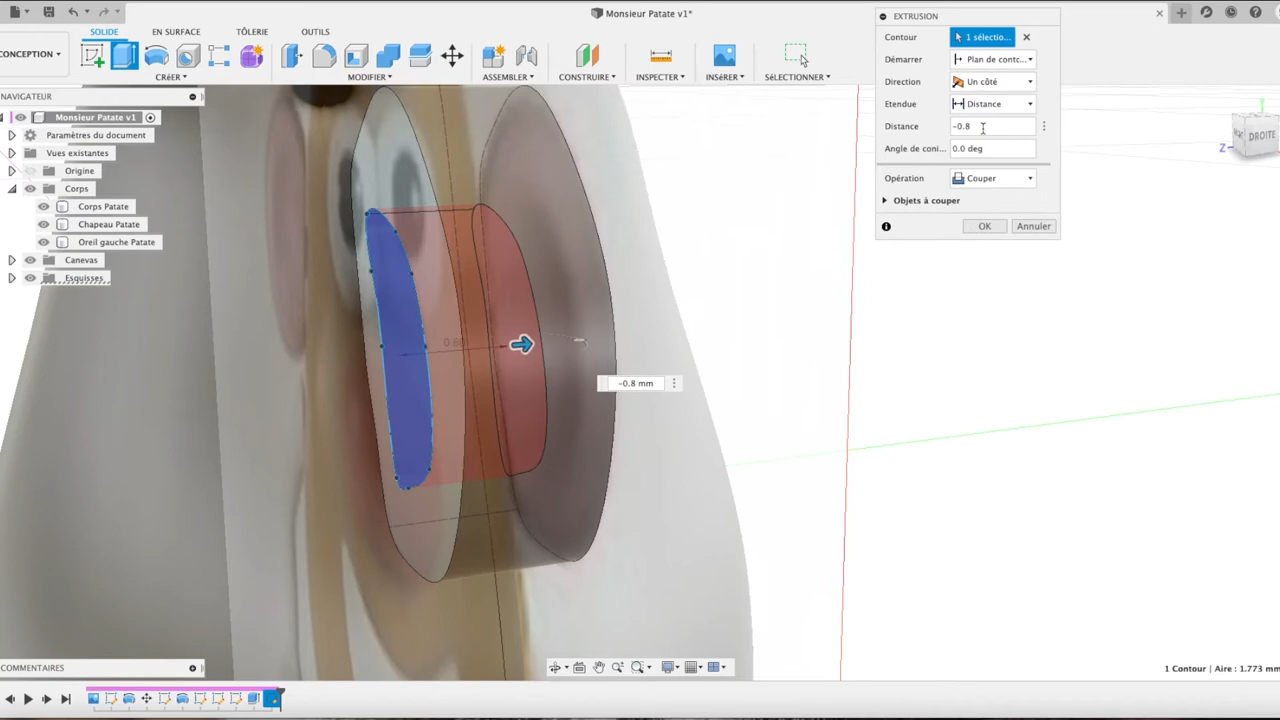 Monsieur Patate v1*
SOLIDE
EN SURFACE
TÔLERIE
OUTILS
CONCEPTION
CRÉER
MODIFIER
ASSEMBLER
CONSTRUIRE
INSPECTER
INSÉRER
SÉLECTIONNER
EXTRUSION
Contour
1 sélectio...
Démarrer
Plan de contc...
Direction
Un côté
Etendue
Distance
Distance
-0.8
Angle de coni...
0.0 deg
Opération
Couper
Objets à couper
OK
Annuler
NAVIGATEUR
Monsieur Patate v1
Paramètres du document
Vues existantes
Origine
Corps
Corps Patate
Chapeau Patate
Oreil gauche Patate
Canevas
Esquisses
DROITE
Z
0.80
-0.8 mm
COMMENTAIRES
1 Contour | Aire : 1.773 mm